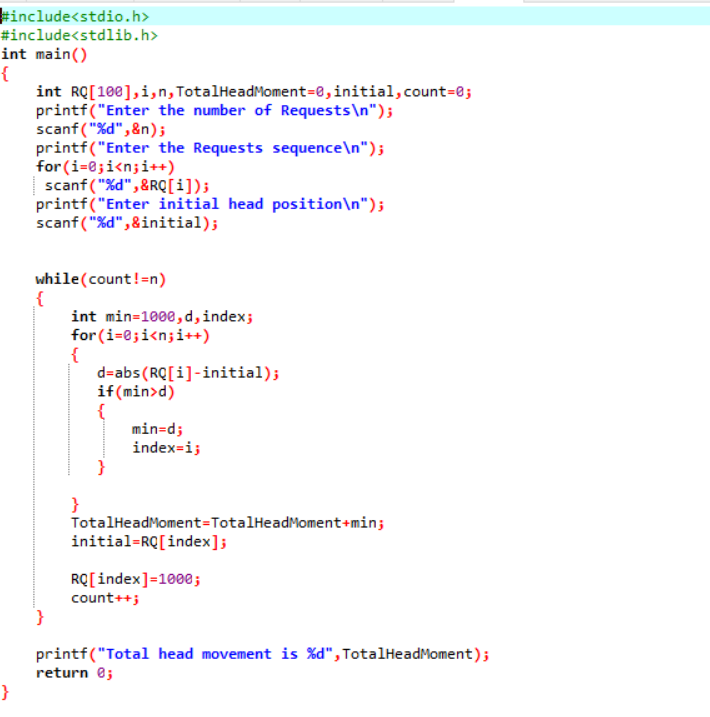 #include<stdio.h>
#include<stdlib.h>
int main()
{
    int RQ[100],i,n,TotalHeadMoment=0,initial,count=0;
    printf("Enter the number of Requests\n");
    scanf("%d",&n);
    printf("Enter the Requests sequence\n");
    for(i=0;i<n;i++)
     scanf("%d",&RQ[i]);
    printf("Enter initial head position\n");
    scanf("%d",&initial);
    while(count!=n)
    {
        int min=1000,d,index;
        for(i=0;i<n;i++)
        {
           d=abs(RQ[i]-initial);
           if(min>d)
           {
               min=d;
               index=i;
           }
        }
        TotalHeadMoment=TotalHeadMoment+min;
        initial=RQ[index];
        RQ[index]=1000;
        count++;
    }
    printf("Total head movement is %d",TotalHeadMoment);
    return 0;
}